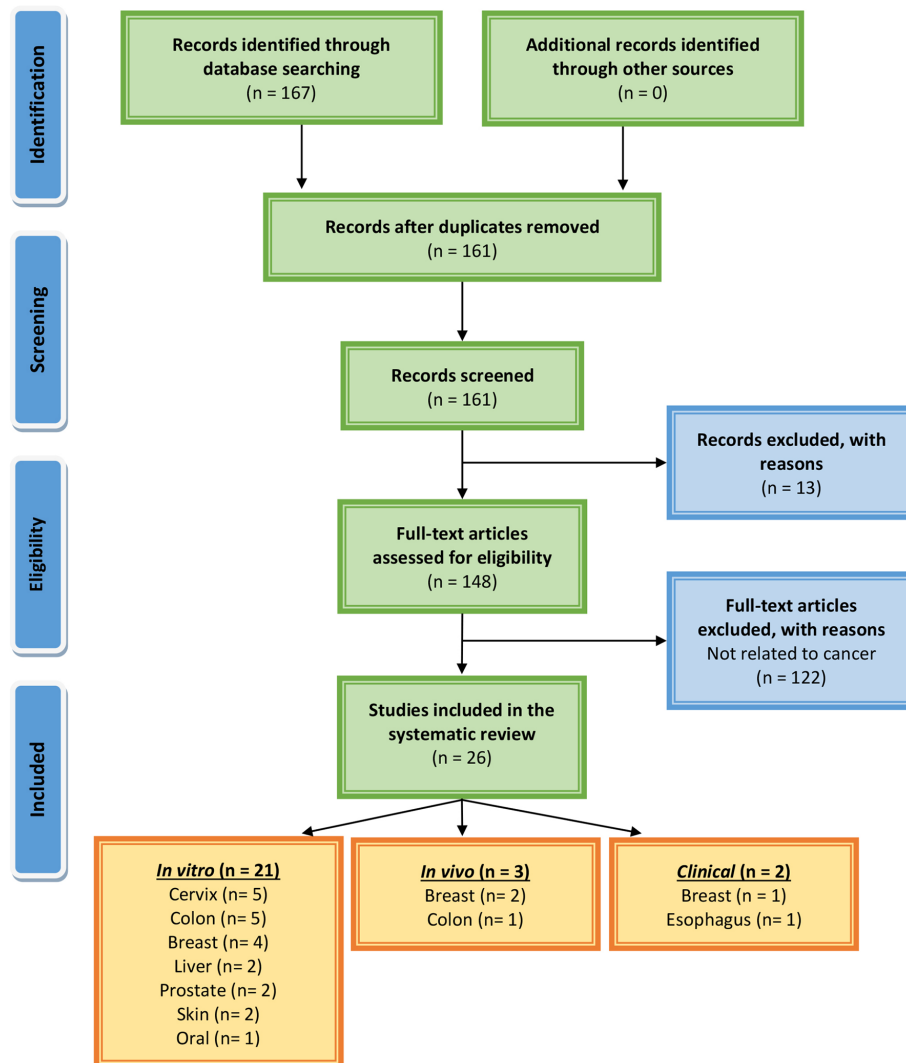 Identification
Records identified through
database searching
(n = 167)
Additional records identified
through other sources
(n = 0)
Records after duplicates removed
(n = 161)
Screening
Records screened
(n = 161)
Records excluded, with
reasons
(n = 13)
Eligibility
Full-text articles
assessed for eligibility
(n = 148)
Full-text articles
excluded, with reasons
Not related to cancer
(n = 122)
Included
Studies included in the
systematic review
(n = 26)
In vitro (n = 21)
Cervix (n= 5)
Colon (n= 5)
Breast (n= 4)
Liver (n= 2)
Prostate (n= 2)
Skin (n= 2)
Oral (n= 1)
In vivo (n = 3)
Breast (n= 2)
Colon (n= 1)
Clinical (n = 2)
Breast (n = 1)
Esophagus (n= 1)